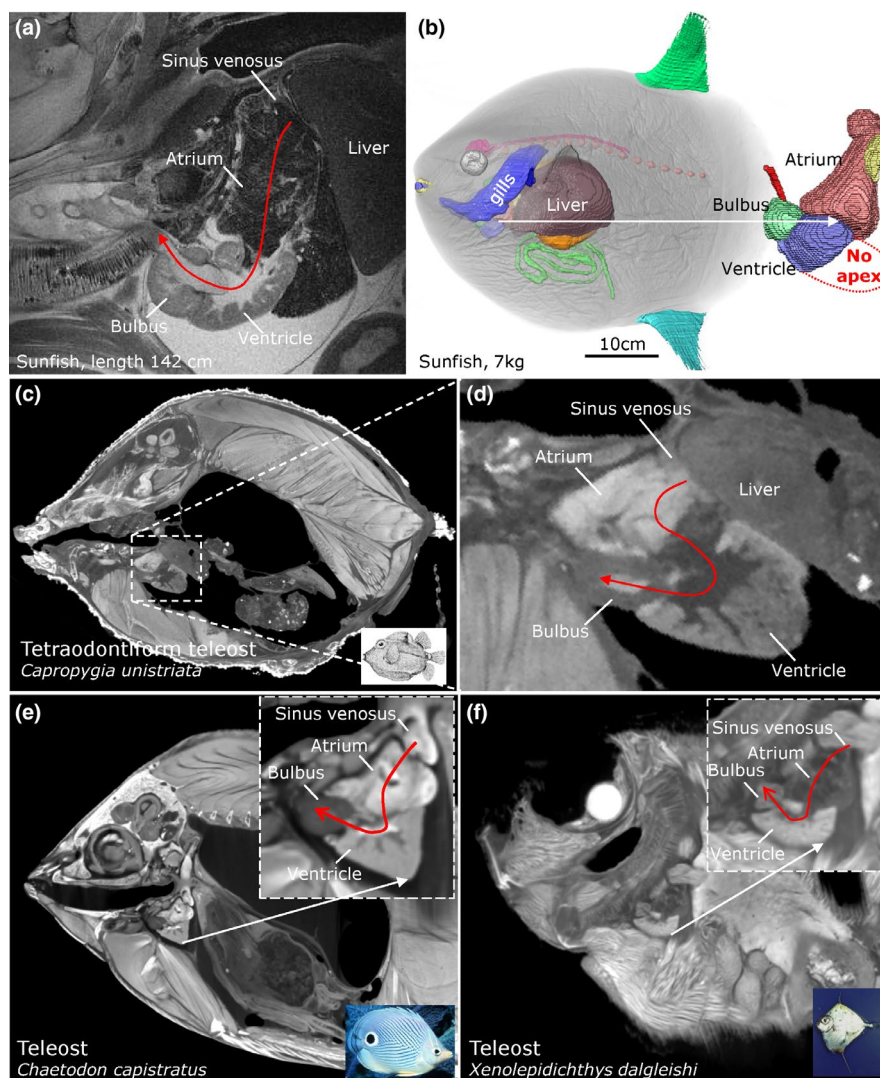 (a)
Sinus venosus
Atrium
Liver
Bulbus
Ventricle
Sunfish, length 142 cm
(b)
Atrium
gills
Liver
Bulbus
Ventricle
No
apex
Sunfish, 7kg
10cm
(c)
Tetraodontiform teleost
Capropygia unistriata
(d)
Sinus venosus
Atrium
Liver
Bulbus
Ventricle
(e)
Sinus venosus
Atrium
Bulbus
Ventricle
Teleost
Chaetodon capistratus
(f)
Sinus venosus
Atrium
Bulbus
Ventricle
Teleost
Xenolepidichthys dalgleishi